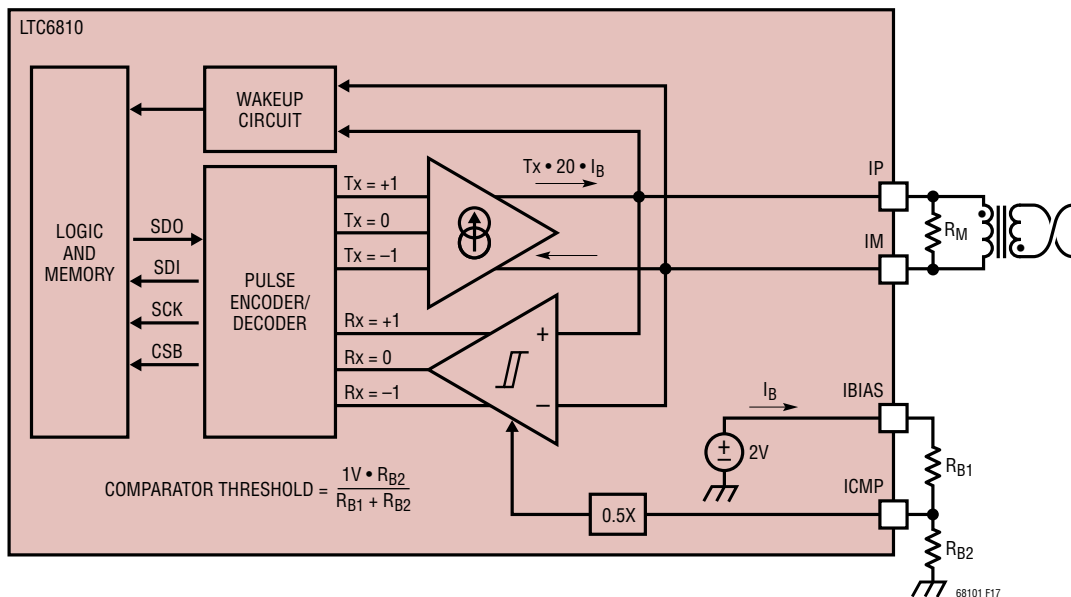 LTC6810
WAKEUP
CIRCUIT
LOGIC
AND
MEMORY
SDO
SDI
SCK
CSB
PULSE
ENCODER/
DECODER
Tx = +1
Tx = 0
Tx = –1
Rx = +1
Rx = 0
Rx = –1
Tx • 20 • IB
+
–
IP
IM
RM
IB
+
–
2V
IBIAS
ICMP
RB1
RB2
0.5X
COMPARATOR THRESHOLD = 1V • RB2
RB1 + RB2
68101 F17